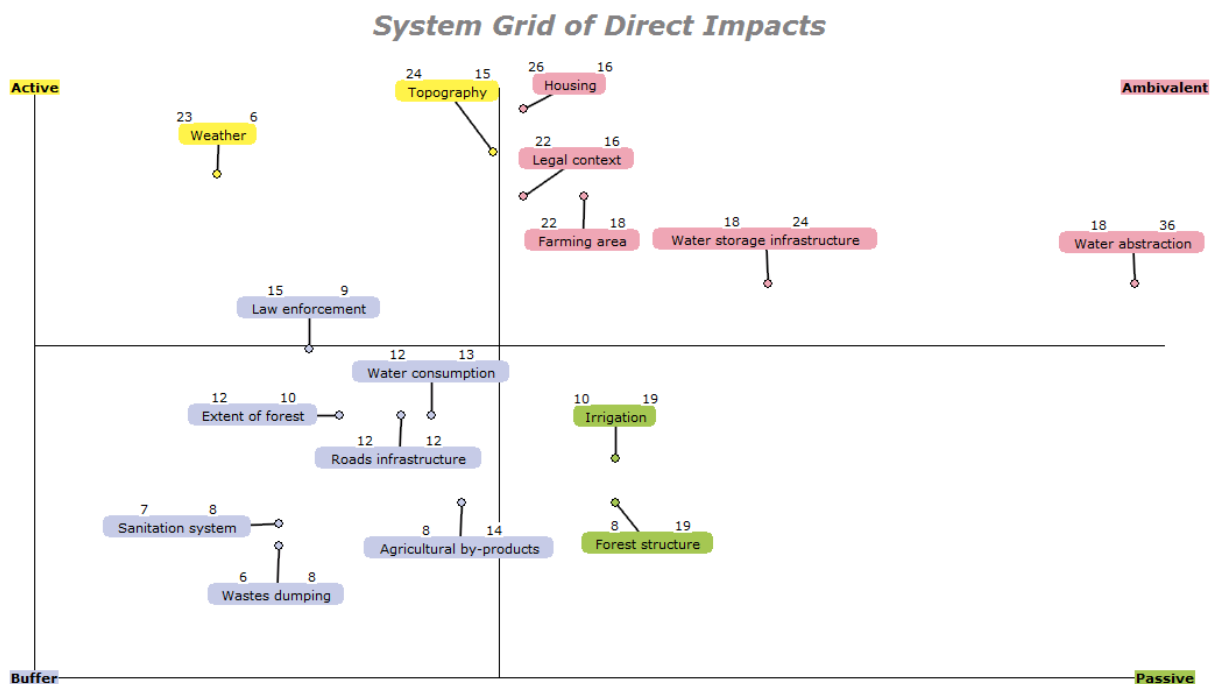 System Grid of Direct Impacts
Active
Ambivalent
24 15
Topography
26 16
Housing
23 6
Weather
22 16
Legal context
22 18
Farming area
18 24
Water storage infrastructure
18 36
Water abstraction
15 9
Law enforcement
12 13
Water consumption
12 10
Extent of forest
12 12
Roads infrastructure
10 19
Irrigation
7 8
Sanitation system
8 14
Agricultural by-products
8 19
Forest structure
6 8
Wastes dumping
Buffer
Passive